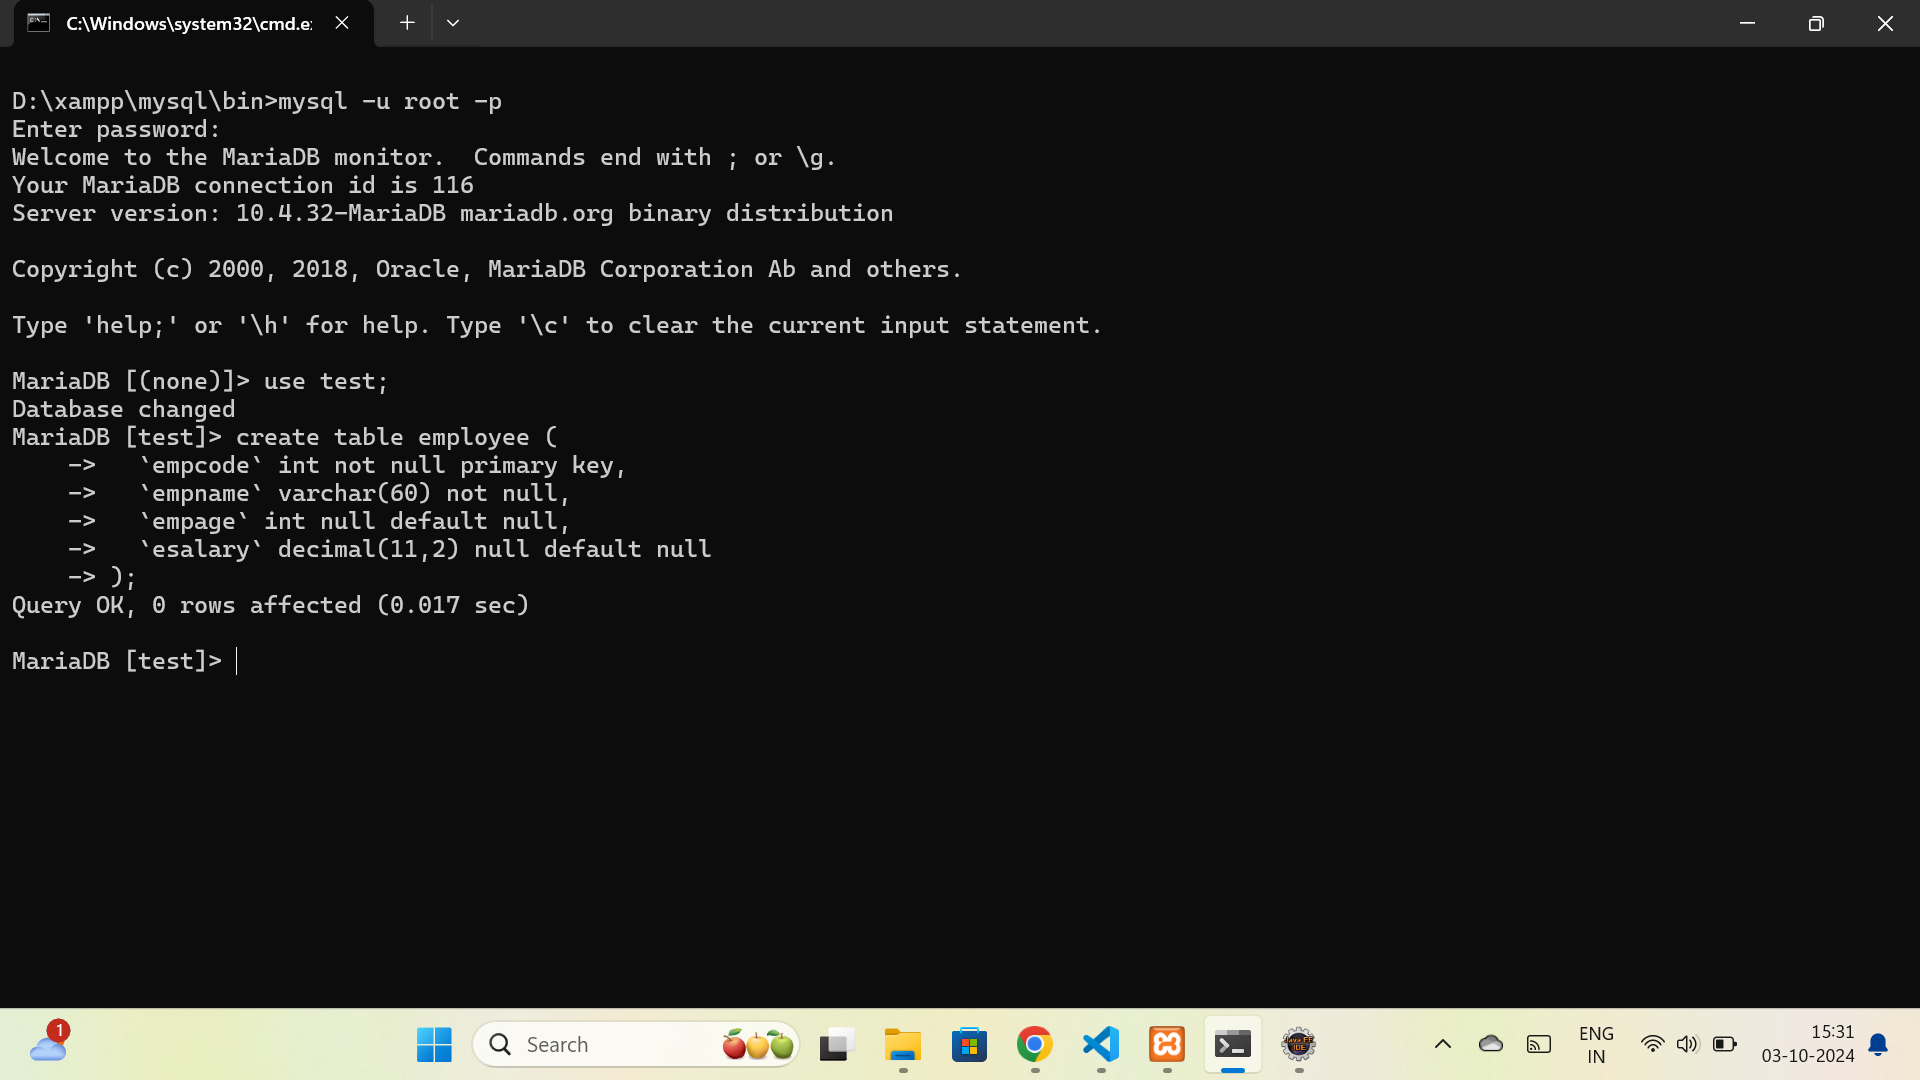 C:\Windows\system32\cmd.e
D:\xampp\mysql\bin>mysql -u root -p
Enter password:
Welcome to the MariaDB monitor.  Commands end with ; or \g.
Your MariaDB connection id is 116
Server version: 10.4.32-MariaDB mariadb.org binary distribution
Copyright (c) 2000, 2018, Oracle, MariaDB Corporation Ab and others.
Type 'help;' or '\h' for help. Type '\c' to clear the current input statement.
MariaDB [(none)]> use test;
Database changed
MariaDB [test]> create table employee (
    ->   `empcode` int not null primary key,
    ->   `empname` varchar(60) not null,
    ->   `empage` int null default null,
    ->   `esalary` decimal(11,2) null default null
    -> );
Query OK, 0 rows affected (0.017 sec)
MariaDB [test]>
1
Search
ENG
IN
15:31
03-10-2024